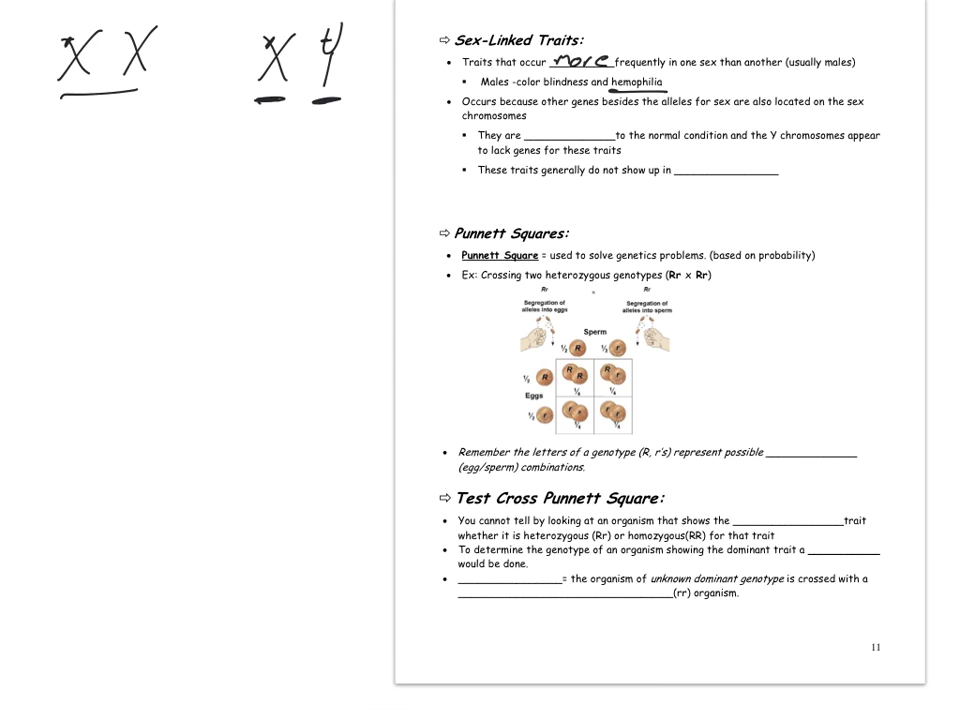 X X X Y
⇨ Sex-Linked Traits:
• Traits that occur more frequently in one sex than another (usually males)
▪ Males -color blindness and hemophilia
• Occurs because other genes besides the alleles for sex are also located on the sex
chromosomes
▪ They are ______________to the normal condition and the Y chromosomes appear
to lack genes for these traits
▪ These traits generally do not show up in ________________
⇨ Punnett Squares:
• Punnett Square = used to solve genetics problems. (based on probability)
• Ex: Crossing two heterozygous genotypes (Rr x Rr)
Rr Rr
Segregation of Segregation of
alleles into eggs alleles into sperm
Sperm
½ R ½ r
½ R R R R r
¼ ¼
Eggs
½ r r r r r
¼ ¼
• Remember the letters of a genotype (R, r's) represent possible ______________
(egg/sperm) combinations.
⇨ Test Cross Punnett Square:
• You cannot tell by looking at an organism that shows the _________________trait
whether it is heterozygous (Rr) or homozygous(RR) for that trait
• To determine the genotype of an organism showing the dominant trait a ___________
would be done.
• ________________= the organism of unknown dominant genotype is crossed with a
_________________________________(rr) organism.
11